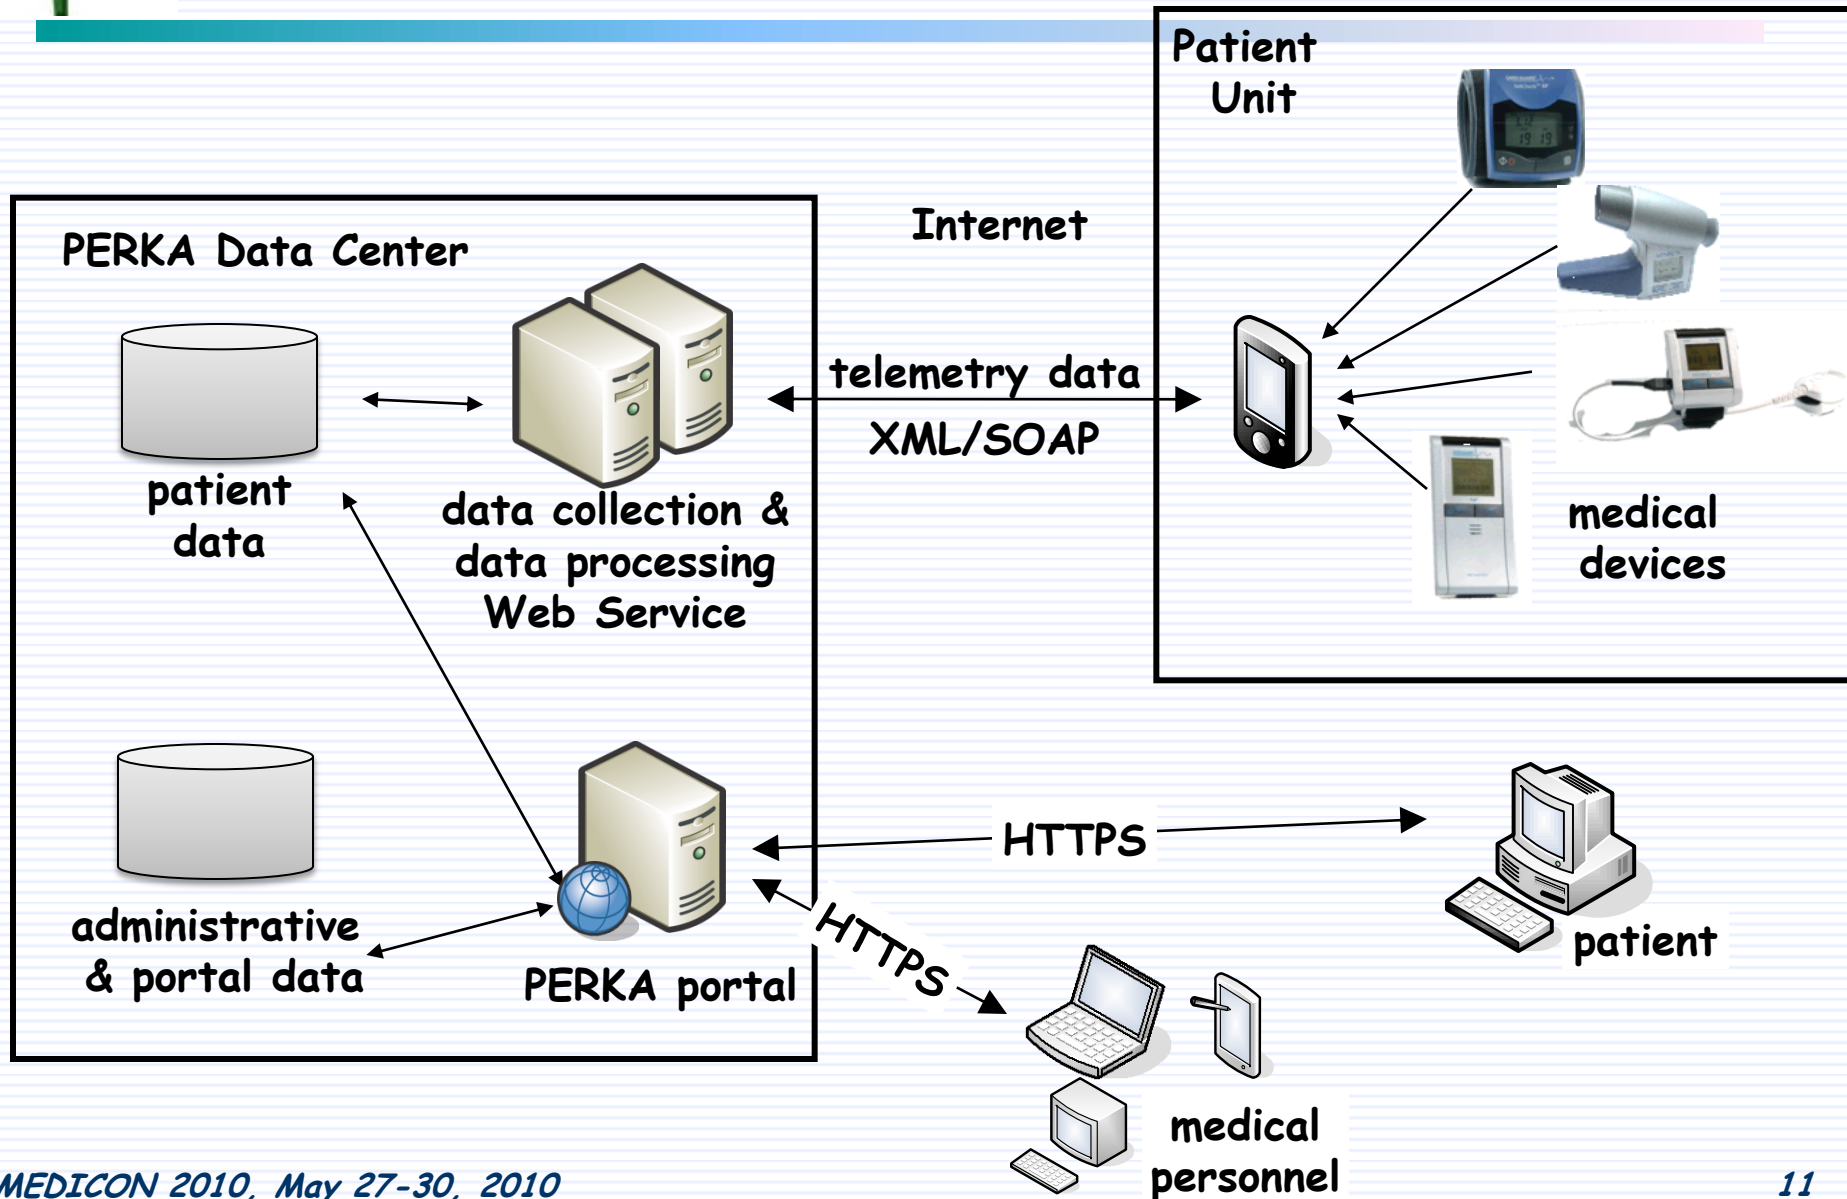 Patient
Unit
Internet
PERKA Data Center
telemetry data
XML/SOAP
patient
data
data collection &
data processing
Web Service
medical
devices
HTTPS
HTTPS
administrative
& portal data
PERKA portal
patient
medical
personnel
MEDICON 2010, May 27-30, 2010
11